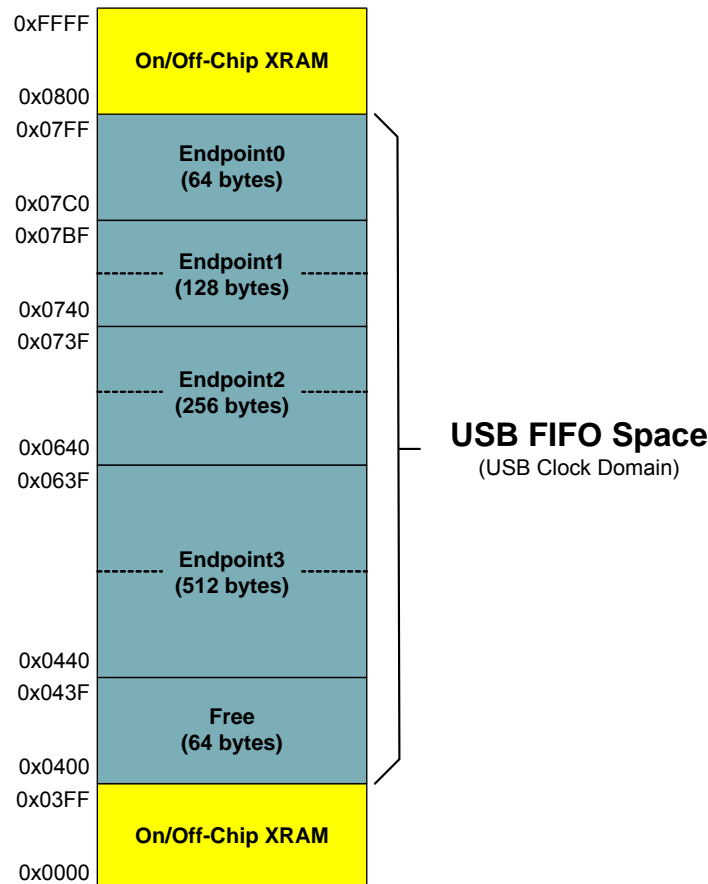 0xFFFF
On/Off-Chip XRAM
0x0800
0x07FF
Endpoint0
(64 bytes)
0x07C0
0x07BF
Endpoint1
(128 bytes)
0x0740
0x073F
Endpoint2
(256 bytes)
0x0640
0x063F
Endpoint3
(512 bytes)
0x0440
0x043F
Free
(64 bytes)
0x0400
0x03FF
On/Off-Chip XRAM
0x0000
USB FIFO Space
(USB Clock Domain)